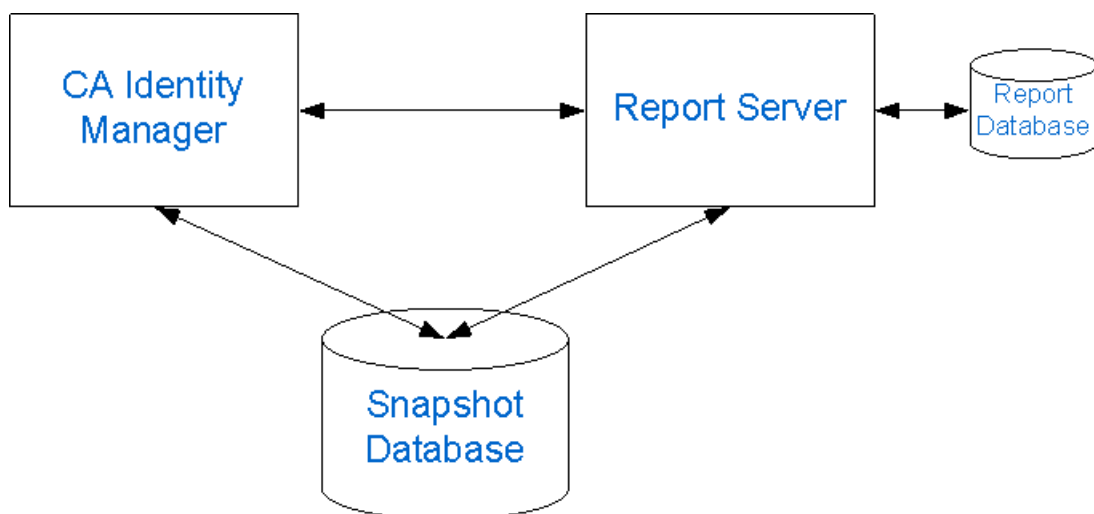 CA Identity
Manager
Report Server
Report
Database
Snapshot
Database